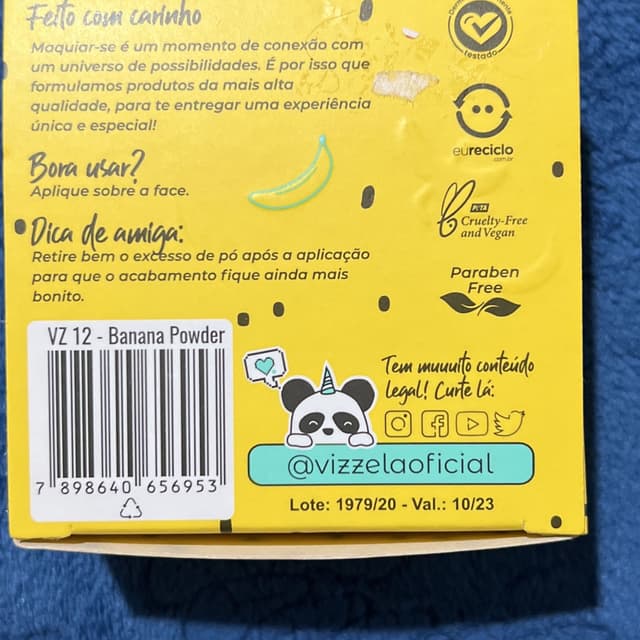 Feito com carinho
Maquiar-se é um momento de conexão com
um universo de possibilidades. É por isso que
formulamos produtos da mais alta
qualidade, para te entregar uma experiência
única e especial!
Bora usar?
Aplique sobre a face.
Dica de amiga:
Retire bem o excesso de pó após a aplicação
para que o acabamento fique ainda mais
bonito.
testado
eureciclo
.com.br
PETA
Cruelty-Free
and Vegan
Paraben
Free
VZ 12 - Banana Powder
7 898640 656953
Tem muuuito conteúdo
legal! Curte lá:
@vizzelaoficial
Lote: 1979/20 - Val.: 10/23